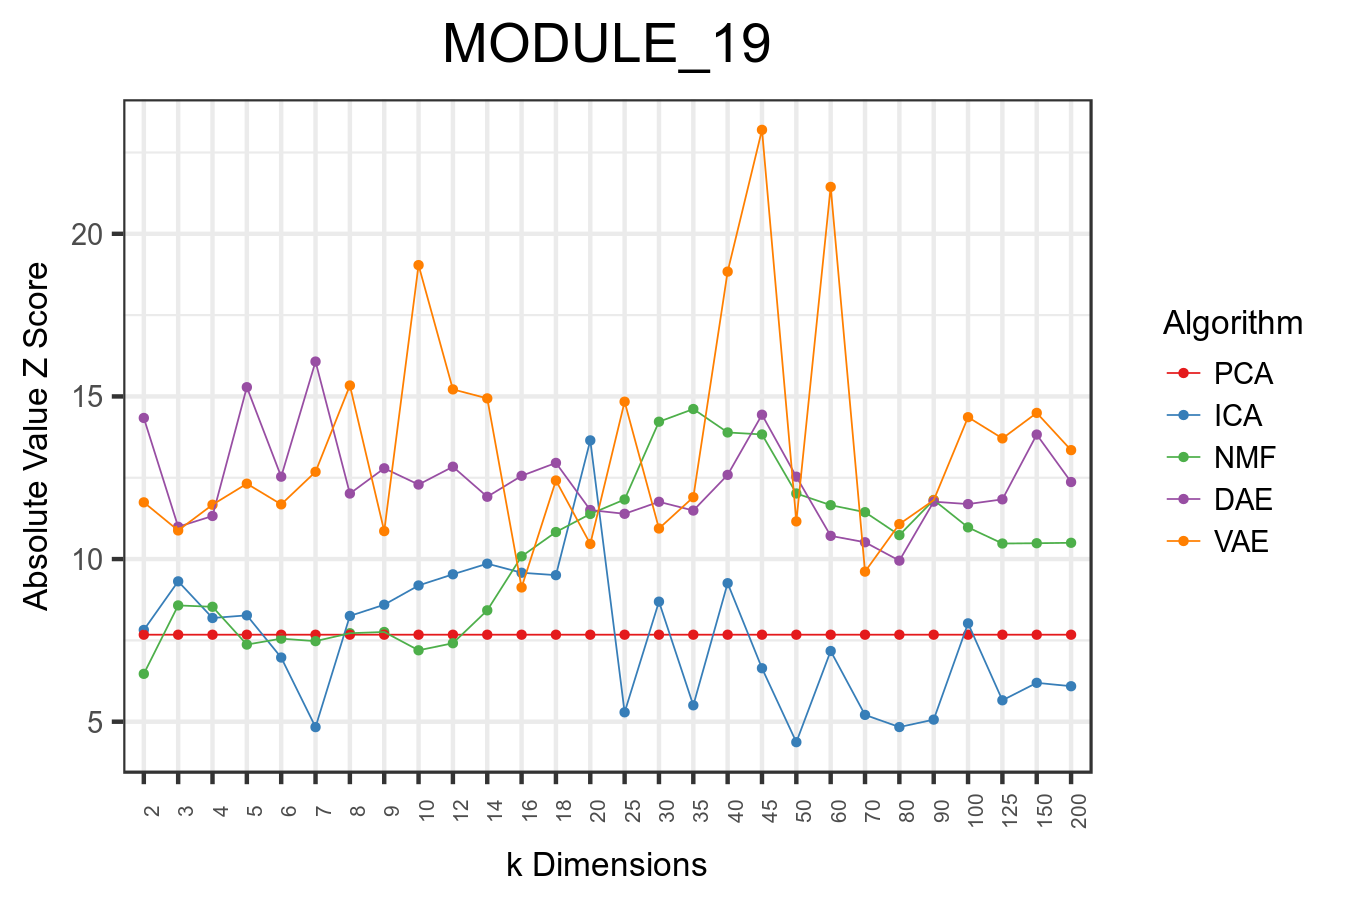 MODULE_19
Absolute Value Z Score
20
15
10
5
2 3 4 5 6 7 8 9 10 12 14 16 18 20 25 30 35 40 45 50 60 70 80 90 100 125 150 200
k Dimensions
Algorithm
PCA
ICA
NMF
DAE
VAE